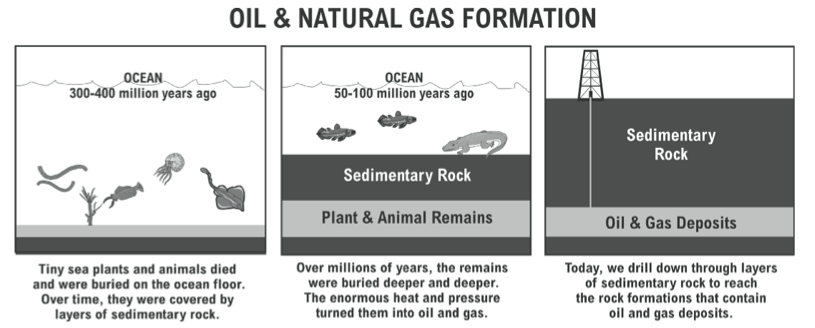 OIL & NATURAL GAS FORMATION
OCEAN
300-400 million years ago
Tiny sea plants and animals died
and were buried on the ocean floor.
Over time, they were covered by
layers of sedimentary rock.
OCEAN
50-100 million years ago
Sedimentary Rock
Plant & Animal Remains
Over millions of years, the remains
were buried deeper and deeper.
The enormous heat and pressure
turned them into oil and gas.
Sedimentary
Rock
Oil & Gas Deposits
Today, we drill down through layers
of sedimentary rock to reach
the rock formations that contain
oil and gas deposits.